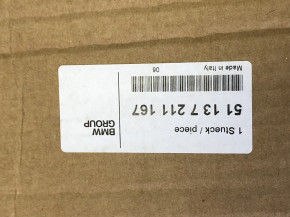 1 Stueck / piece
BMW
GROUP
51 13 7 211 167
06
Made in Italy